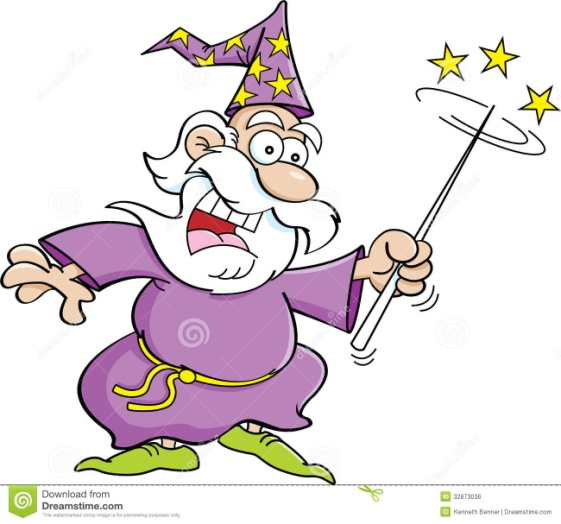 Download from
Dreamstime.com
This watermarked comp image is for previewing purposes only.
32873036
© Kenneth Benner | Dreamstime.com